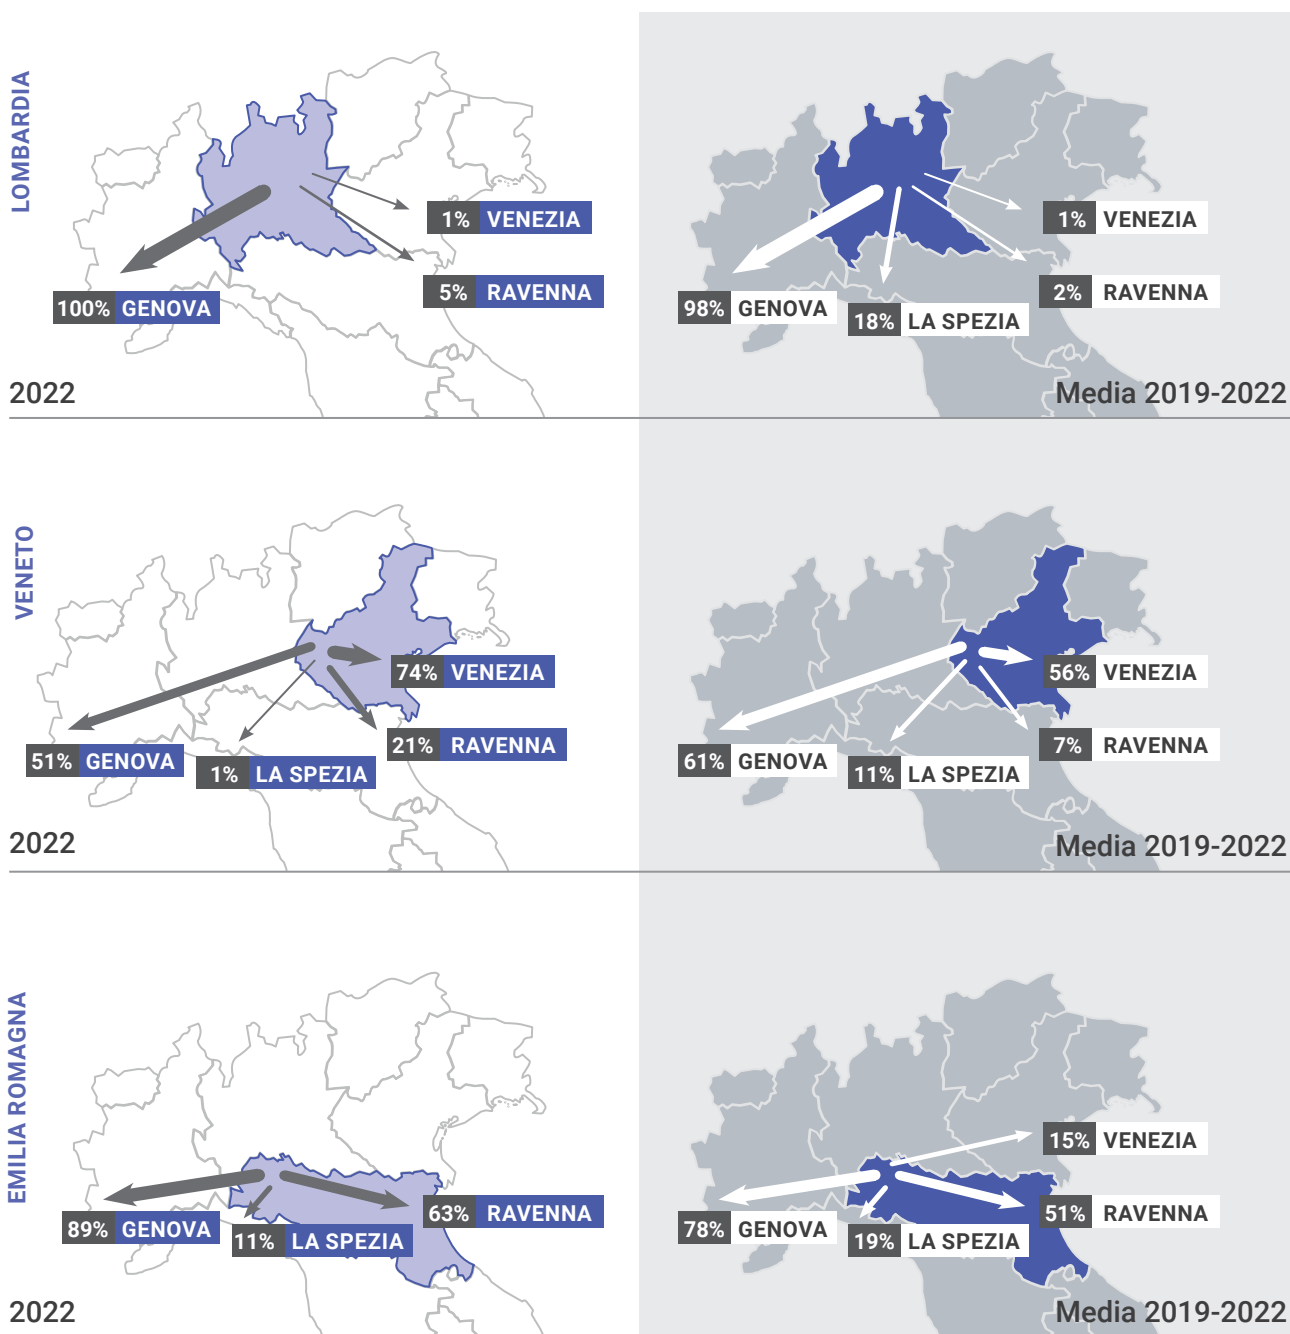 LOMBARDIA
1% VENEZIA
5% RAVENNA
100% GENOVA
2022
1% VENEZIA
2% RAVENNA
98% GENOVA
18% LA SPEZIA
Media 2019-2022
VENETO
74% VENEZIA
21% RAVENNA
51% GENOVA
1% LA SPEZIA
2022
56% VENEZIA
7% RAVENNA
61% GENOVA
11% LA SPEZIA
Media 2019-2022
EMILIA ROMAGNA
63% RAVENNA
89% GENOVA
11% LA SPEZIA
2022
15% VENEZIA
51% RAVENNA
78% GENOVA
19% LA SPEZIA
Media 2019-2022